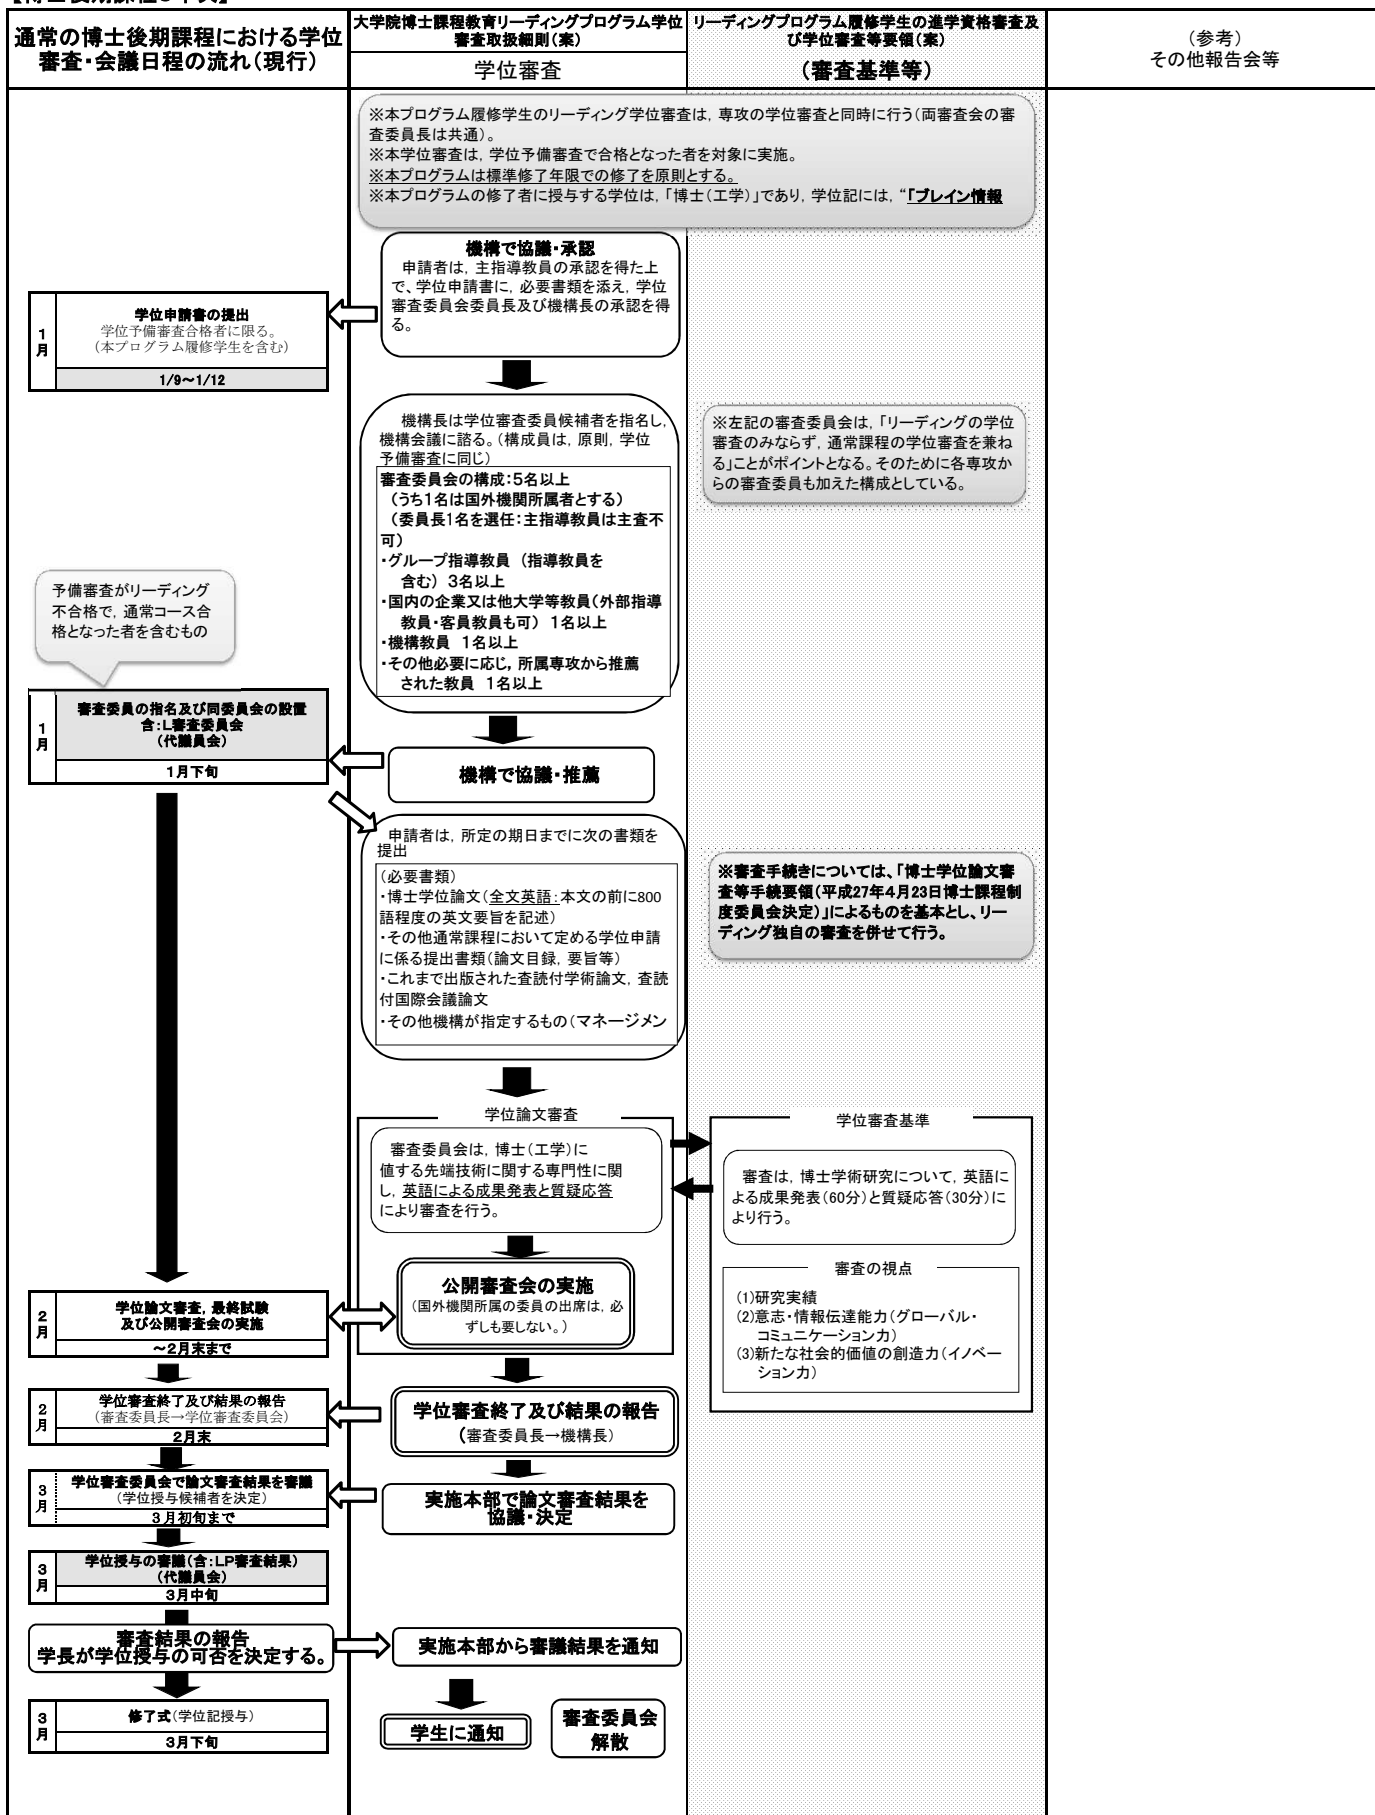 通常の博士後期課程における学位
審査・会議日程の流れ(現行)
大学院博士課程教育リーディングプログラム学位
審査取扱細則(案)
学位審査
リーディングプログラム履修学生の進学資格審査及
び学位審査等要領(案)
(審査基準等)
(参考)
その他報告会等
※本プログラム履修学生のリーディング学位審査は，専攻の学位審査と同時に行う(両審査会の審
査委員長は共通)。
※本学位審査は，学位予備審査で合格となった者を対象に実施。
※本プログラムは標準修了年限での修了を原則とする。
※本プログラムの修了者に授与する学位は，「博士(工学)」であり，学位記には，“「ブレイン情報
機構で協議・承認
申請者は，主指導教員の承認を得た上
で、学位申請書に，必要書類を添え，学位
審査委員会委員長及び機構長の承認を得
る。
1
月
学位申請書の提出
学位予備審査合格者に限る。
(本プログラム履修学生を含む)
1/9～1/12
機構長は学位審査委員候補者を指名し，
機構会議に諮る。(構成員は，原則，学位
予備審査に同じ)
審査委員会の構成：5名以上
(うち1名は国外機関所属者とする)
(委員長1名を選任：主指導教員は主査不
可)
・グループ指導教員 (指導教員を
含む) 3名以上
・国内の企業又は他大学等教員(外部指導
教員・客員教員も可) 1名以上
・機構教員 1名以上
・その他必要に応じ，所属専攻から推薦
された教員 1名以上
※左記の審査委員会は，「リーディングの学位
審査のみならず，通常課程の学位審査を兼ね
る」ことがポイントとなる。そのために各専攻か
らの審査委員も加えた構成としている。
予備審査がリーディング
不合格で，通常コース合
格となった者を含むもの
1
月
審査委員の指名及び同委員会の設置
含：L審査委員会
(代議員会)
1月下旬
機構で協議・推薦
申請者は，所定の期日までに次の書類を
提出
(必要書類)
・博士学位論文(全文英語：本文の前に800
語程度の英文要旨を記述)
・その他通常課程において定める学位申請
に係る提出書類(論文目録，要旨等)
・これまで出版された査読付学術論文，査読
付国際会議論文
・その他機構が指定するもの(マネージメン
※審査手続きについては、「博士学位論文審
査等手続要領(平成27年4月23日博士課程制
度委員会決定)」によるものを基本とし、リー
ディング独自の審査を併せて行う。
学位論文審査
審査委員会は，博士(工学)に
値する先端技術に関する専門性に関
し，英語による成果発表と質疑応答
により審査を行う。
学位審査基準
審査は，博士学術研究について，英語に
よる成果発表(60分)と質疑応答(30分)に
より行う。
公開審査会の実施
(国外機関所属の委員の出席は，必
ずしも要しない。)
審査の視点
(1)研究実績
(2)意志・情報伝達能力(グローバル・
コミュニケーション力)
(3)新たな社会的価値の創造力(イノベー
ション力)
2
月
学位論文審査，最終試験
及び公開審査会の実施
～2月末まで
2
月
学位審査終了及び結果の報告
(審査委員長→学位審査委員会)
2月末
学位審査終了及び結果の報告
(審査委員長→機構長)
3
月
学位審査委員会で論文審査結果を審議
(学位授与候補者を決定)
3月初旬まで
実施本部で論文審査結果を
協議・決定
3
月
学位授与の審議(含：LP審査結果)
(代議員会)
3月中旬
審査結果の報告
学長が学位授与の可否を決定する。
実施本部から審議結果を通知
3
月
修了式(学位記授与)
3月下旬
学生に通知
審査委員会
解散